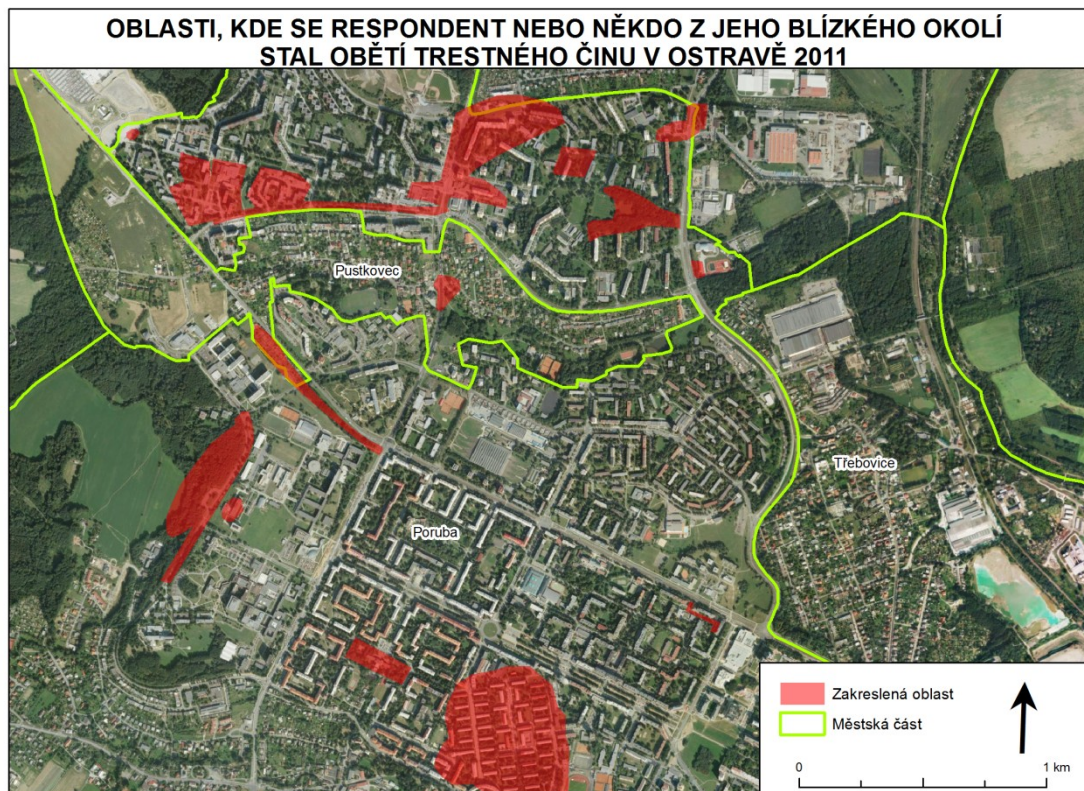 OBLASTI, KDE SE RESPONDENT NEBO NĚKDO Z JEHO BLÍZKÉHO OKOLÍ
STAL OBĚTÍ TRESTNÉHO ČINU V OSTRAVĚ 2011
Pustkovec
Třebovice
Poruba
Zakreslená oblast
Městská část
0 1 km